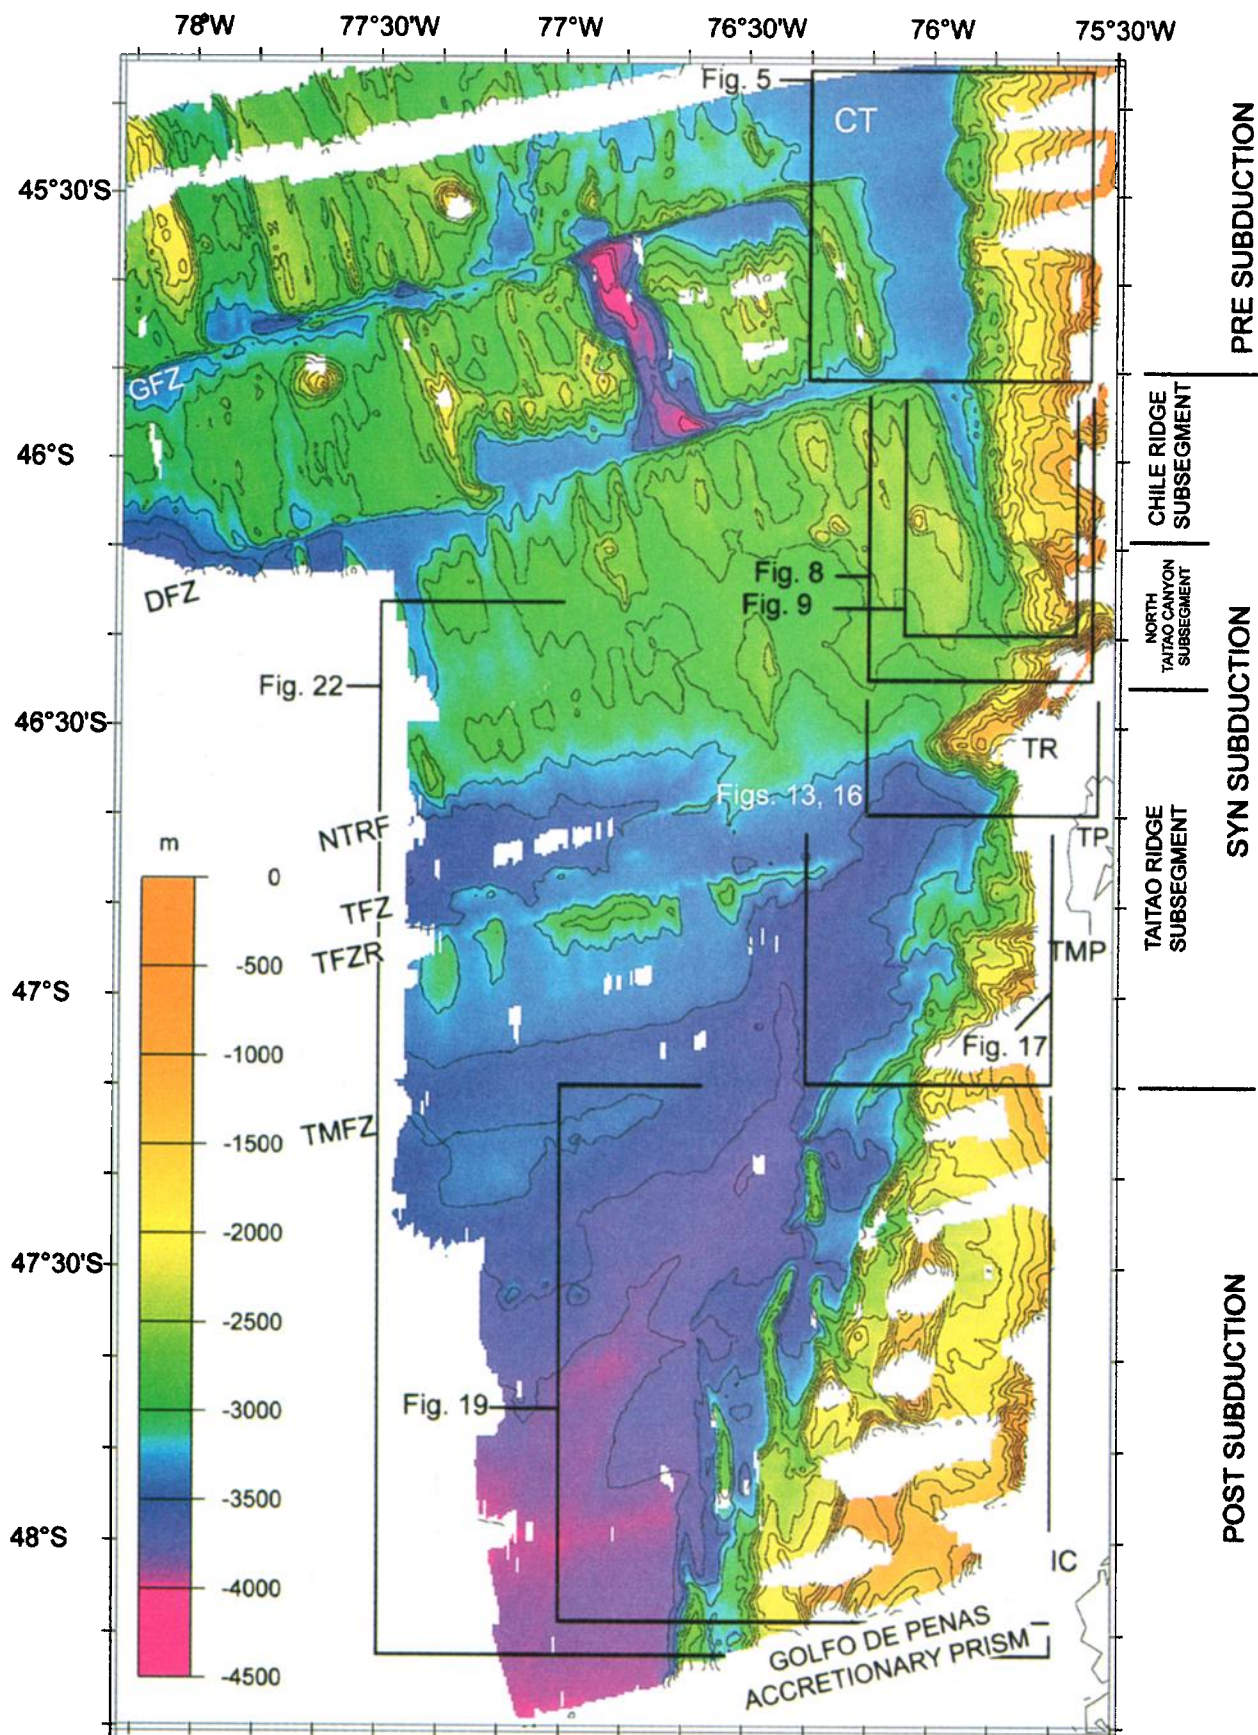 78°W 77°30'W 77°W 76°30'W 76°W 75°30'W
Fig. 5
CT
45°30'S
GFZ
46°S
DFZ
Fig. 8
Fig. 9
Fig. 22
46°30'S
TR
Figs. 13, 16
NTRF
TP
TFZ
TFZR
TMP
47°S
Fig. 17
TMFZ
47°30'S
Fig. 19
48°S
IC
GOLFO DE PENAS
ACCRETIONARY PRISM
m
0
-500
-1000
-1500
-2000
-2500
-3000
-3500
-4000
-4500
PRE SUBDUCTION
CHILE RIDGE
SUBSEGMENT
NORTH
TAITAO CANYON
SUBSEGMENT
TAITAO RIDGE
SUBSEGMENT
SYN SUBDUCTION
POST SUBDUCTION